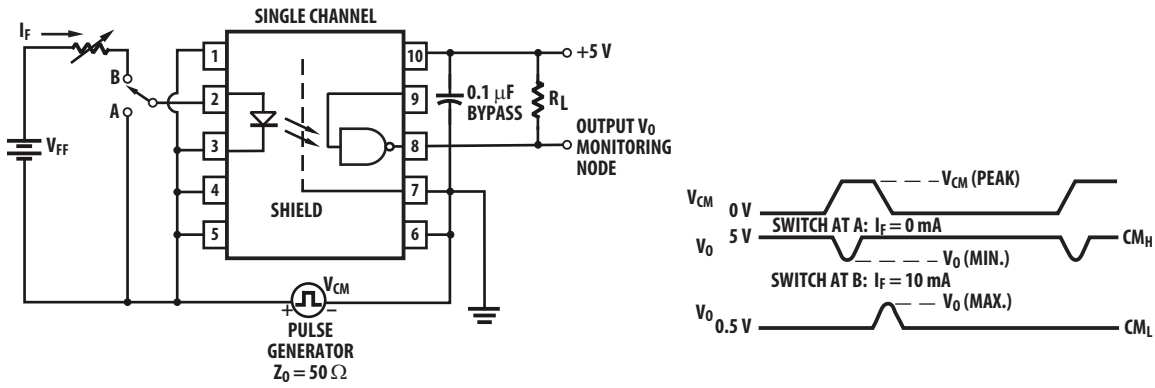 SINGLE CHANNEL
I_F
B
A
V_FF
1
2
3
4
5
10
9
8
7
6
SHIELD
+5 V
0.1 μF
BYPASS
R_L
OUTPUT V_O
MONITORING
NODE
V_CM
+ −
PULSE
GENERATOR
Z_O = 50 Ω
V_CM
0 V
V_CM (PEAK)
SWITCH AT A: I_F = 0 mA
V_O
5 V
CM_H
V_O (MIN.)
SWITCH AT B: I_F = 10 mA
V_O
0.5 V
V_O (MAX.)
CM_L